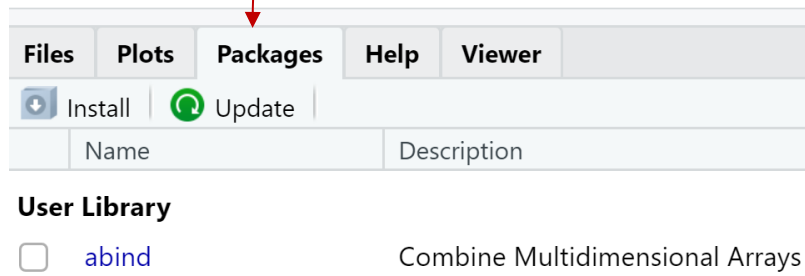 Files Plots Packages Help Viewer
Install Update
Name Description
User Library
abind Combine Multidimensional Arrays